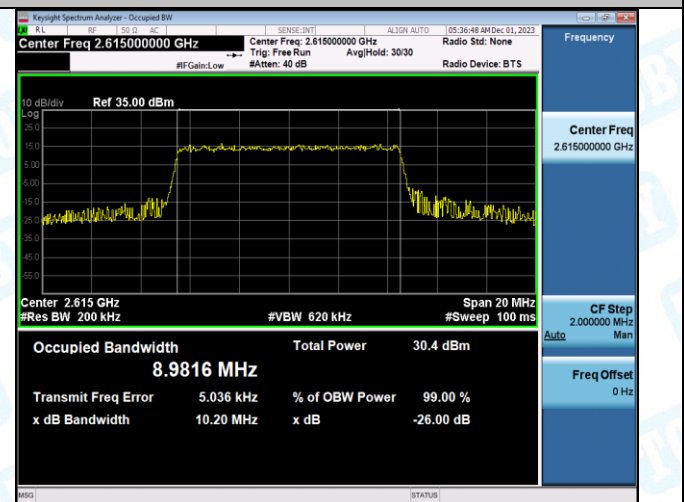 Keysight Spectrum Analyzer - Occupied BW
RL RF 50 Ω AC SENSE:INT ALIGN AUTO 05:36:48 AM Dec 01, 2023
Center Freq 2.615000000 GHz
Center Freq: 2.615000000 GHz Radio Std: None
Trig: Free Run Avg|Hold: 30/30
#IFGain:Low #Atten: 40 dB Radio Device: BTS
Frequency
10 dB/div Ref 35.00 dBm
Log
25.0
15.0
5.00
-5.00
-15.0
-25.0
-35.0
-45.0
-55.0
Center Freq
2.615000000 GHz
Center 2.615 GHz Span 20 MHz
#Res BW 200 kHz #VBW 620 kHz #Sweep 100 ms
CF Step
2.000000 MHz
Auto Man
Occupied Bandwidth Total Power 30.4 dBm
8.9816 MHz
Transmit Freq Error 5.036 kHz % of OBW Power 99.00 %
x dB Bandwidth 10.20 MHz x dB -26.00 dB
Freq Offset
0 Hz
MSG STATUS